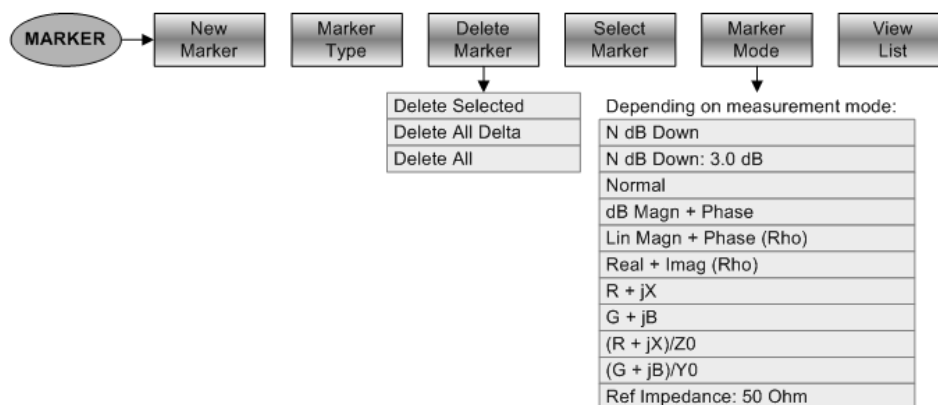 MARKER
New
Marker
Marker
Type
Delete
Marker
Select
Marker
Marker
Mode
View
List
Delete Selected
Delete All Delta
Delete All
Depending on measurement mode:
N dB Down
N dB Down: 3.0 dB
Normal
dB Magn + Phase
Lin Magn + Phase (Rho)
Real + Imag (Rho)
R + jX
G + jB
(R + jX)/Z0
(G + jB)/Y0
Ref Impedance: 50 Ohm